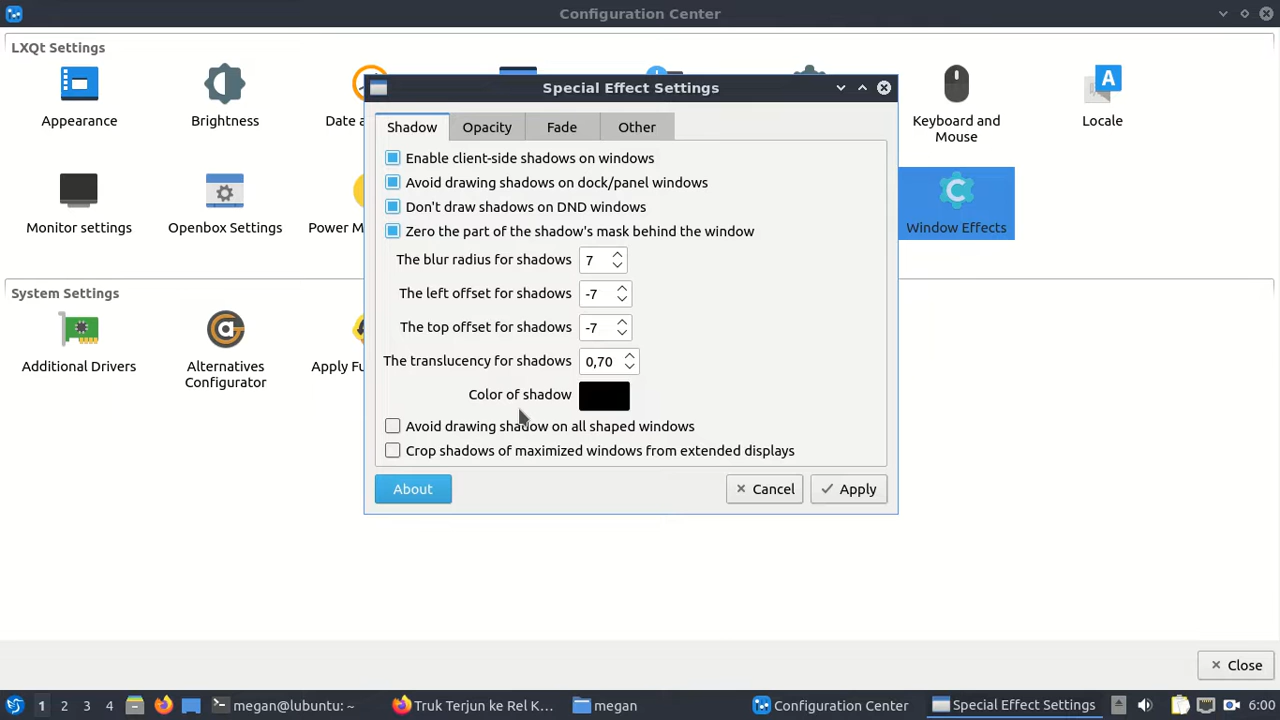 Configuration Center
LXQt Settings
Appearance
Brightness
Date a
Keyboard and
Mouse
Locale
Monitor settings
Openbox Settings
Power M
Window Effects
System Settings
Additional Drivers
Alternatives
Configurator
Apply Fu
Special Effect Settings
Shadow Opacity Fade Other
Enable client-side shadows on windows
Avoid drawing shadows on dock/panel windows
Don't draw shadows on DND windows
Zero the part of the shadow's mask behind the window
The blur radius for shadows 7
The left offset for shadows -7
The top offset for shadows -7
The translucency for shadows 0,70
Color of shadow
Avoid drawing shadow on all shaped windows
Crop shadows of maximized windows from extended displays
About Cancel Apply
Close
1 2 3 4 megan@lubuntu: ~ Truk Terjun ke Rel K... megan Configuration Center Special Effect Settings 6:00